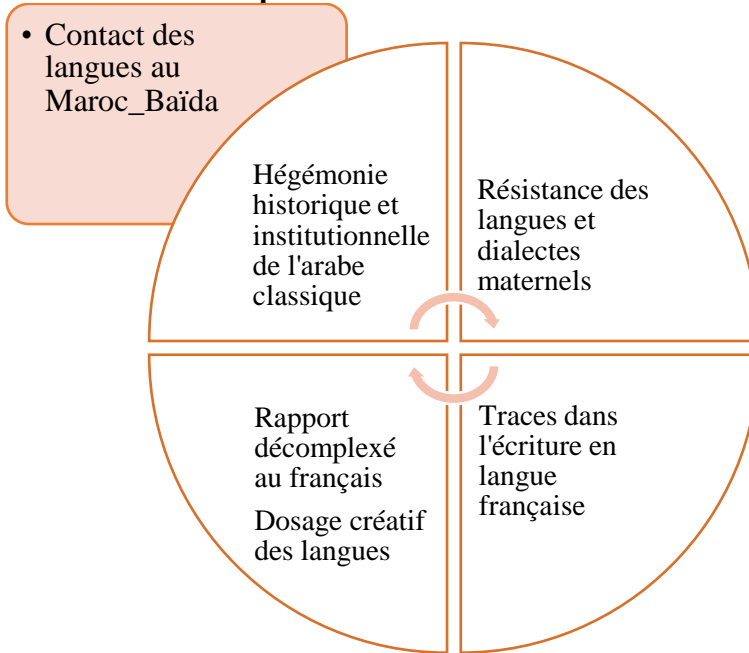 • Contact des
langues au
Maroc_Baïda
Hégémonie
historique et
institutionnelle
de l'arabe
classique
Résistance des
langues et
dialectes
maternels
Rapport
décomplexé
au français
Dosage créatif
des langues
Traces dans
l'écriture en
langue
française